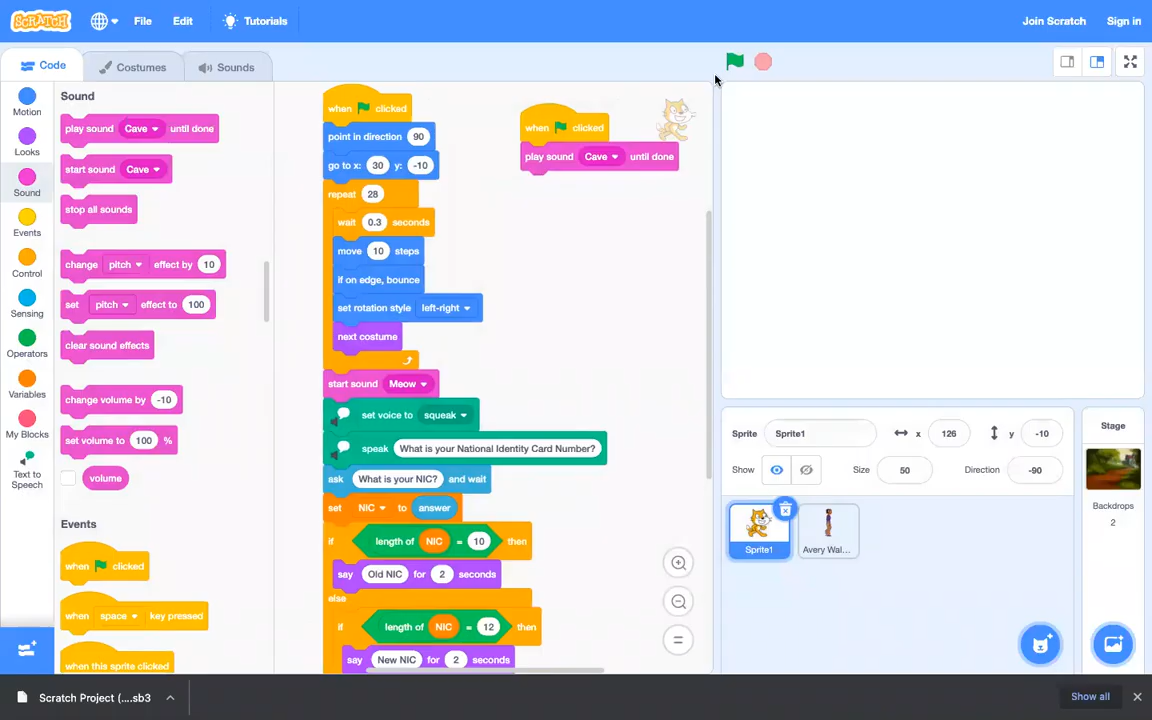 SCRATCH File Edit Tutorials Join Scratch Sign in
Code Costumes Sounds
Motion
Looks
Sound
Events
Control
Sensing
Operators
Variables
My Blocks
Text to
Speech
Sound
play sound Cave until done
start sound Cave
stop all sounds
change pitch effect by 10
set pitch effect to 100
clear sound effects
change volume by -10
set volume to 100 %
volume
Events
when clicked
when space key pressed
when this sprite clicked
when clicked
point in direction 90
go to x: 30 y: -10
repeat 28
wait 0.3 seconds
move 10 steps
if on edge, bounce
set rotation style left-right
next costume
start sound Meow
set voice to squeak
speak What is your National Identity Card Number?
ask What is your NIC? and wait
set NIC to answer
if length of NIC = 10 then
say Old NIC for 2 seconds
else
if length of NIC = 12 then
say New NIC for 2 seconds
when clicked
play sound Cave until done
Sprite Sprite1 x 126 y -10
Show Size 50 Direction -90
Sprite1
Avery Wal...
Stage
Backdrops
2
Scratch Project (....sb3
Show all